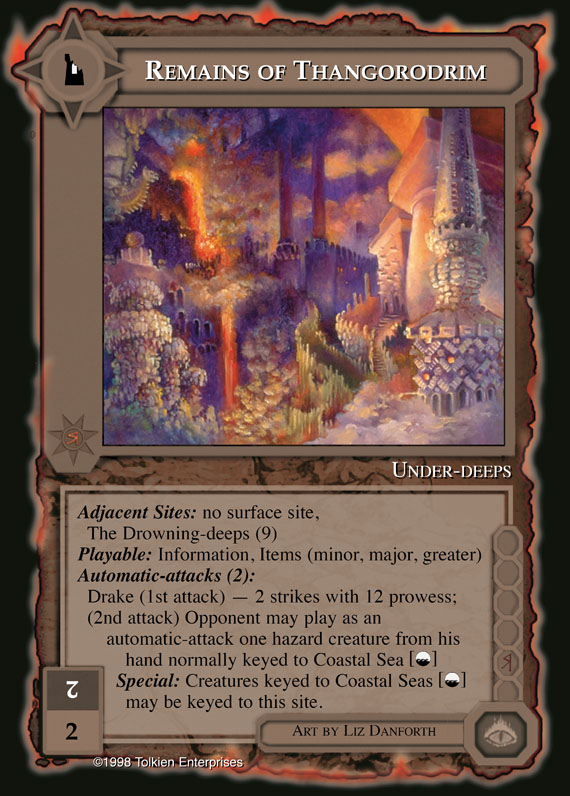 REMAINS OF THANGORODRIM
UNDER-DEEPS
Adjacent Sites: no surface site,
The Drowning-deeps (9)
Playable: Information, Items (minor, major, greater)
Automatic-attacks (2):
Drake (1st attack) — 2 strikes with 12 prowess;
(2nd attack) Opponent may play as an
automatic-attack one hazard creature from his
hand normally keyed to Coastal Sea []
Special: Creatures keyed to Coastal Seas []
may be keyed to this site.
2
2
ART BY LIZ DANFORTH
©1998 Tolkien Enterprises